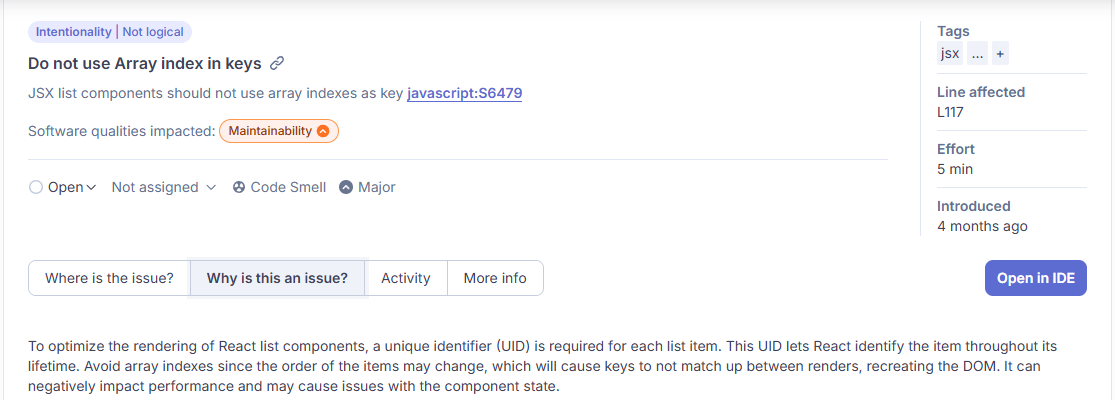 Intentionality | Not logical
Do not use Array index in keys
JSX list components should not use array indexes as key javascript:S6479
Software qualities impacted: Maintainability
Open Not assigned Code Smell Major
Tags
jsx ... +
Line affected
L117
Effort
5 min
Introduced
4 months ago
Where is the issue? Why is this an issue? Activity More info
Open in IDE
To optimize the rendering of React list components, a unique identifier (UID) is required for each list item. This UID lets React identify the item throughout its
lifetime. Avoid array indexes since the order of the items may change, which will cause keys to not match up between renders, recreating the DOM. It can
negatively impact performance and may cause issues with the component state.